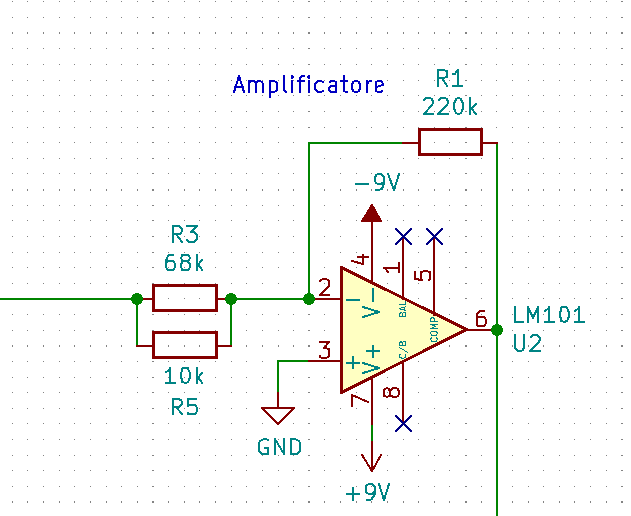 Amplificatore
R1
220k
-9V
R3
68k
4
1
5
2
-
V-
BAL
COMP
6
LM101
U2
3
+
V+
C/B
10k
R5
7
8
GND
+9V